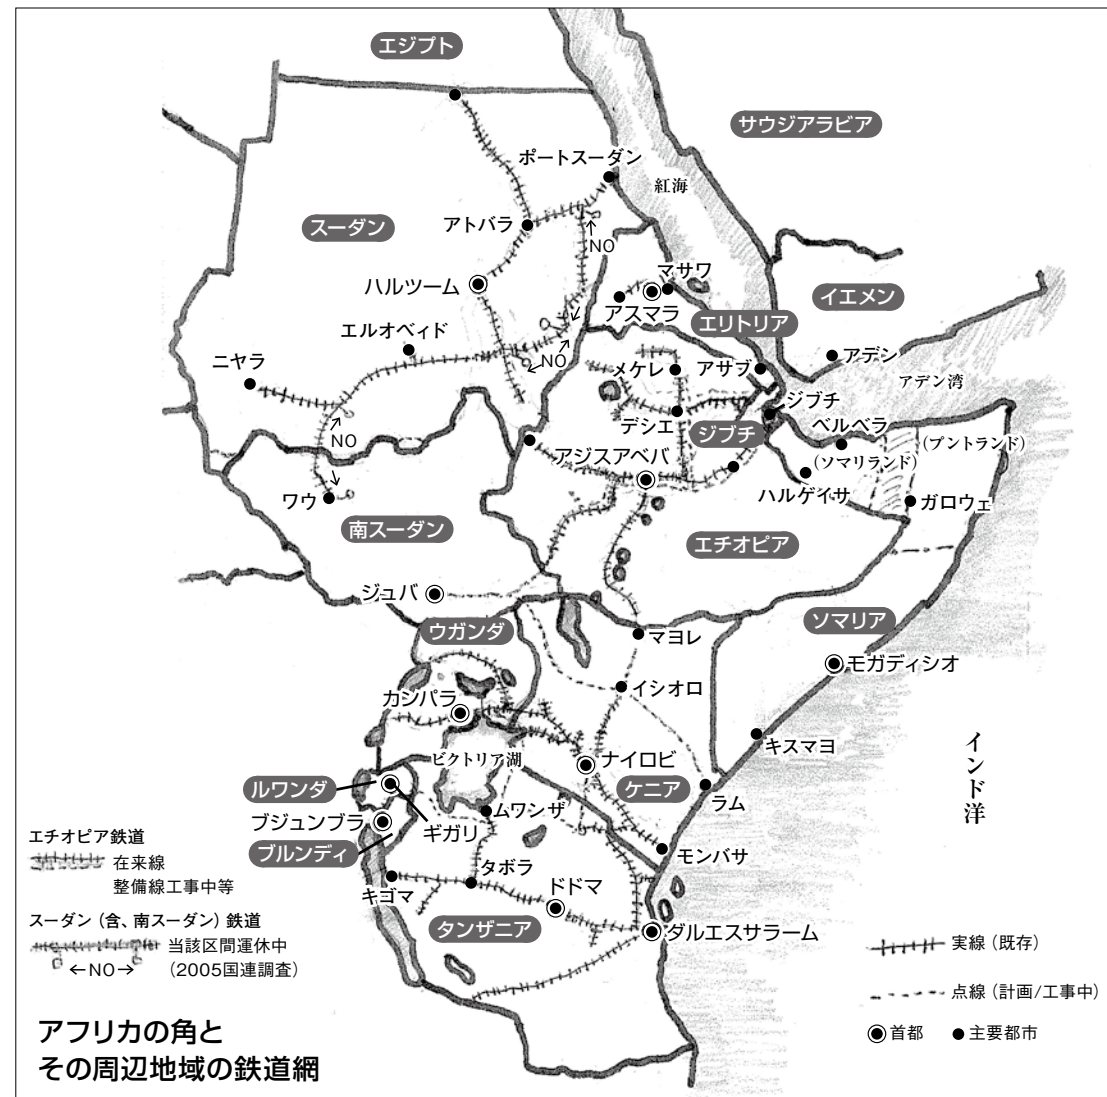 エジプト
サウジアラビア
ポートスーダン
紅海
スーダン
アトバラ
←NO
ハルツーム
マサワ
アスマラ
イエメン
エリトリア
エルオベイド
NO
ニヤラ
メケレ
アサブ
アデン
アデン湾
NO
デシエ
ジブチ
ジブチ
ベルベラ
(プントランド)
(ソマリランド)
アジスアベバ
ハルゲイサ
ガロウェ
ワウ
南スーダン
エチオピア
ジュバ
ウガンダ
マヨレ
ソマリア
モガディシオ
イシオロ
カンパラ
キスマヨ
ビクトリア湖
ナイロビ
インド洋
ルワンダ
ケニア
ラム
ムワンザ
ブジュンブラ
ギガリ
ブルンディ
モンバサ
タボラ
キゴマ
ドドマ
タンザニア
ダルエスサラーム
エチオピア鉄道
在来線
整備線工事中等
スーダン(含、南スーダン)鉄道
当該区間運休中
←NO→
(2005国連調査)
実線(既存)
点線(計画/工事中)
首都 主要都市
アフリカの角と
その周辺地域の鉄道網